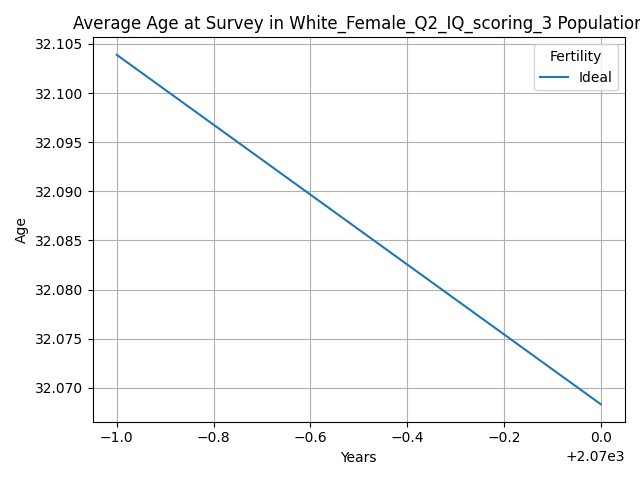 Average Age at Survey in White_Female_Q2_IQ_scoring_3 Population
32.105
32.100
32.095
32.090
32.085
32.080
32.075
32.070
Age
Fertility
Ideal
−1.0
−0.8
−0.6
−0.4
−0.2
0.0
Years
+2.07e3